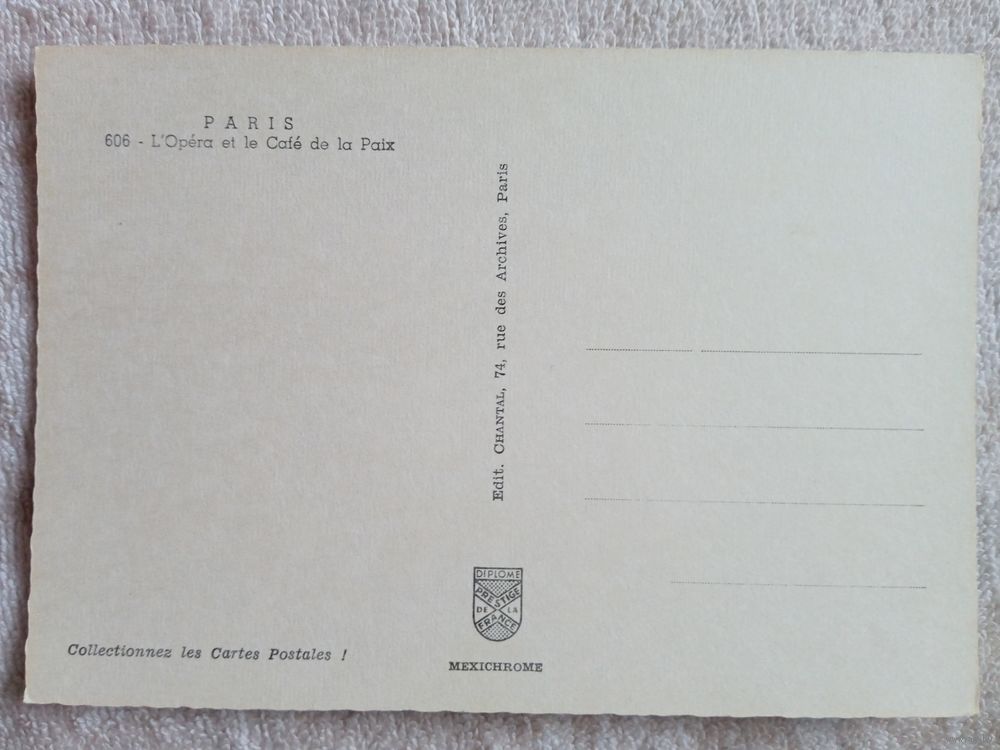 PARIS
606 - L'Opéra et le Café de la Paix
Edit. CHANTAL, 74, rue des Archives, Paris
DIPLOME
PRESTIGE
DE LA
FRANCE
MEXICHROME
Collectionnez les Cartes Postales !